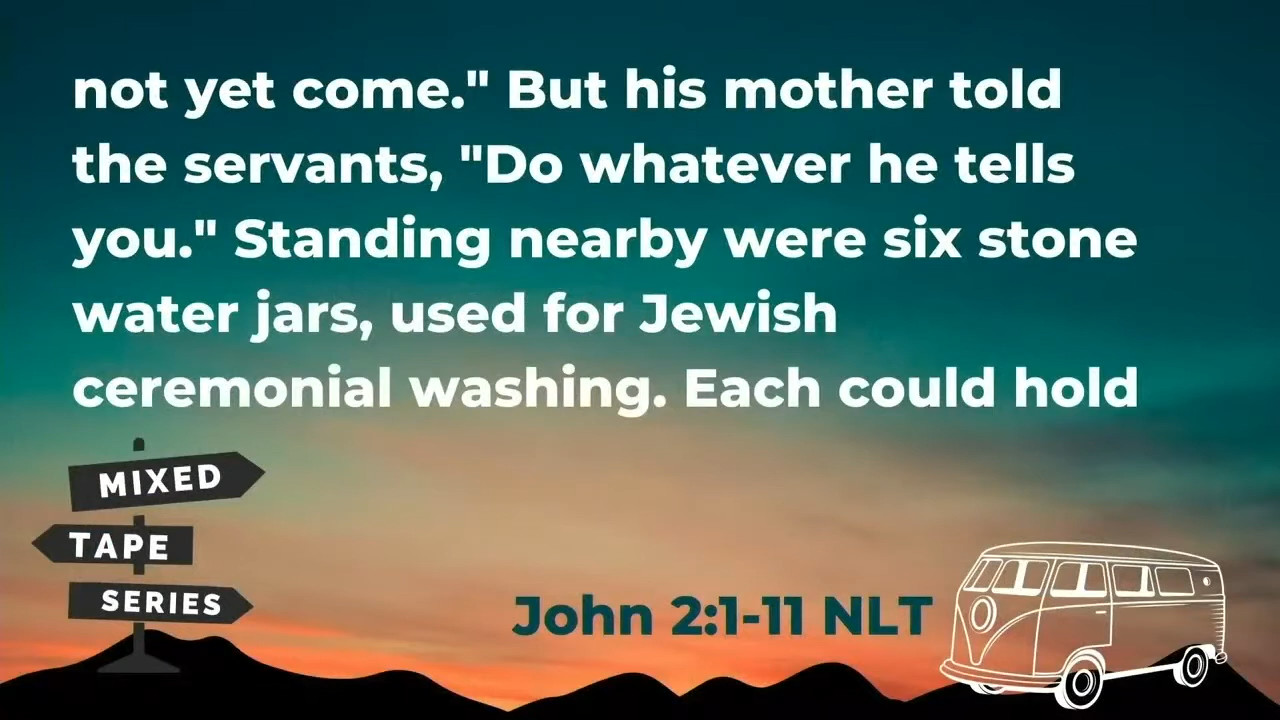 not yet come." But his mother told
the servants, "Do whatever he tells
you." Standing nearby were six stone
water jars, used for Jewish
ceremonial washing. Each could hold
MIXED
TAPE
SERIES
John 2:1-11 NLT